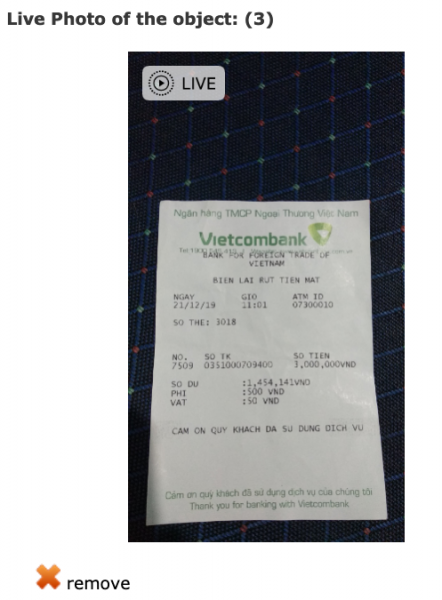 Live Photo of the object: (3)
LIVE
Ngân hàng TMCP Ngoại Thương Việt Nam
Vietcombank
BANK FOR FOREIGN TRADE OF
VIETNAM
BIEN LAI RUT TIEN MAT
NGAY GIO ATM ID
21/12/19 11:01 07300010
SO THE: 3018
NO. SO TK SO TIEN
7509 0351000709400 3,000,000VND
SO DU :1,454,141VND
PHI :500 VND
VAT :50 VND
CAM ON QUY KHACH DA SU DUNG DICH VU
Cám ơn quý khách đã sử dụng dịch vụ của chúng tôi
Thank you for banking with Vietcombank
remove